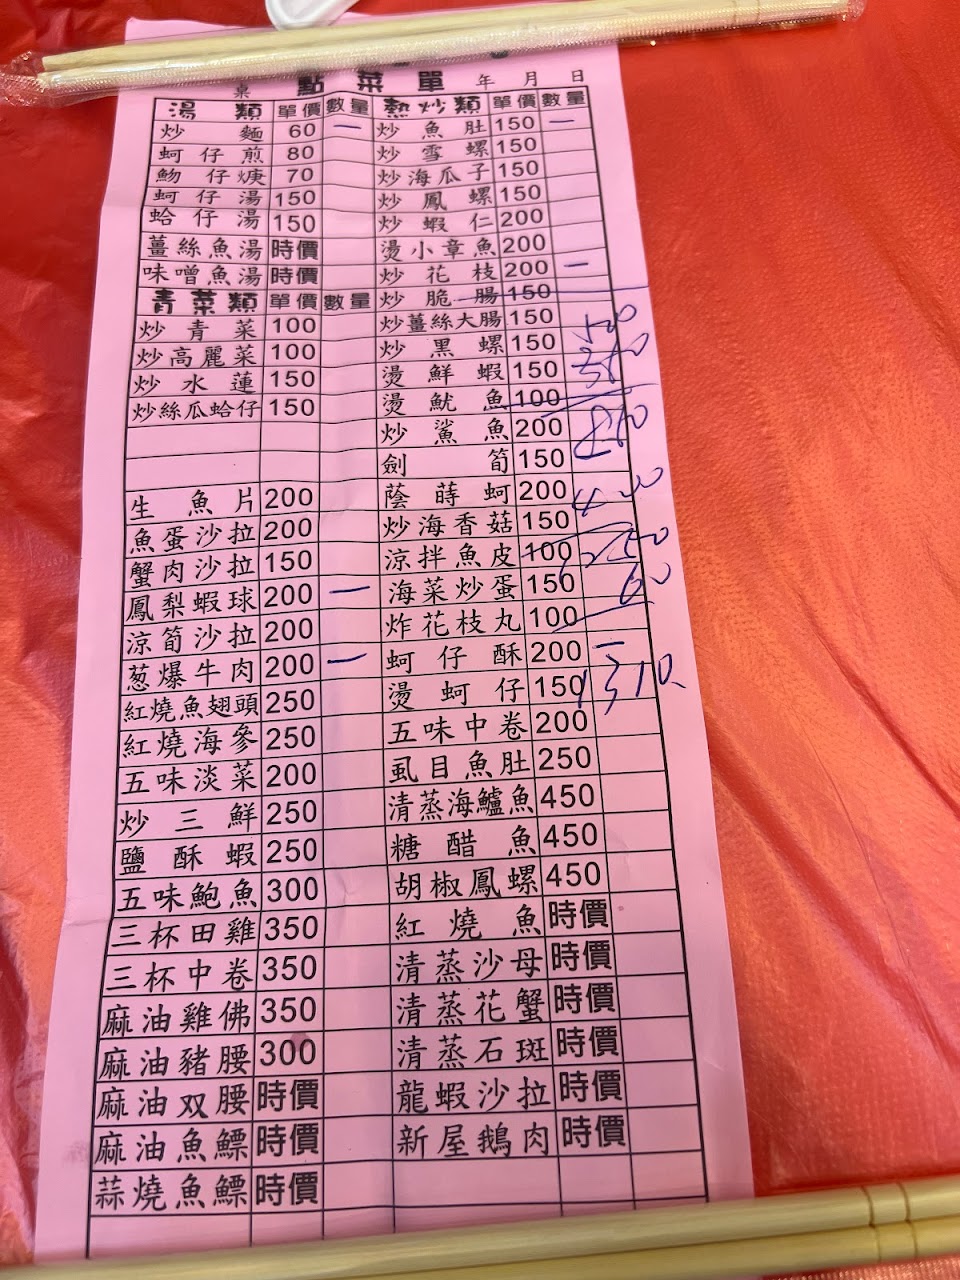 桌 點菜單 年 月 日
湯類 單價 數量 熱炒類 單價 數量
炒麵 60 一 炒魚肚 150 一
蚵仔煎 80 炒雪螺 150
魩仔焿 70 炒海瓜子 150
蚵仔湯 150 炒鳳螺 150
蛤仔湯 150 炒蝦仁 200
薑絲魚湯 時價 燙小章魚 200
味噌魚湯 時價 炒花枝 200 一
青菜類 單價 數量 炒脆腸 150
炒青菜 100 炒薑絲大腸 150
炒高麗菜 100 炒黑螺 150
炒水蓮 150 燙鮮蝦 150
炒絲瓜蛤仔 150 燙魷魚 100
炒鯊魚 200
劍筍 150
生魚片 200 蔭蒔蚵 200
魚蛋沙拉 200 炒海香菇 150
蟹肉沙拉 150 涼拌魚皮 100
鳳梨蝦球 200 一 海菜炒蛋 150 60
涼筍沙拉 200 炸花枝丸 100
葱爆牛肉 200 一 蚵仔酥 200 一
紅燒魚翅頭 250 燙蚵仔 150 1310
紅燒海參 250 五味中卷 200
五味淡菜 200 虱目魚肚 250
炒三鮮 250 清蒸海鱸魚 450
鹽酥蝦 250 糖醋魚 450
五味鮑魚 300 胡椒鳳螺 450
三杯田雞 350 紅燒魚 時價
三杯中卷 350 清蒸沙母 時價
麻油雞佛 350 清蒸花蟹 時價
麻油豬腰 300 清蒸石斑 時價
麻油双腰 時價 龍蝦沙拉 時價
麻油魚鰾 時價 新屋鵝肉 時價
蒜燒魚鰾 時價